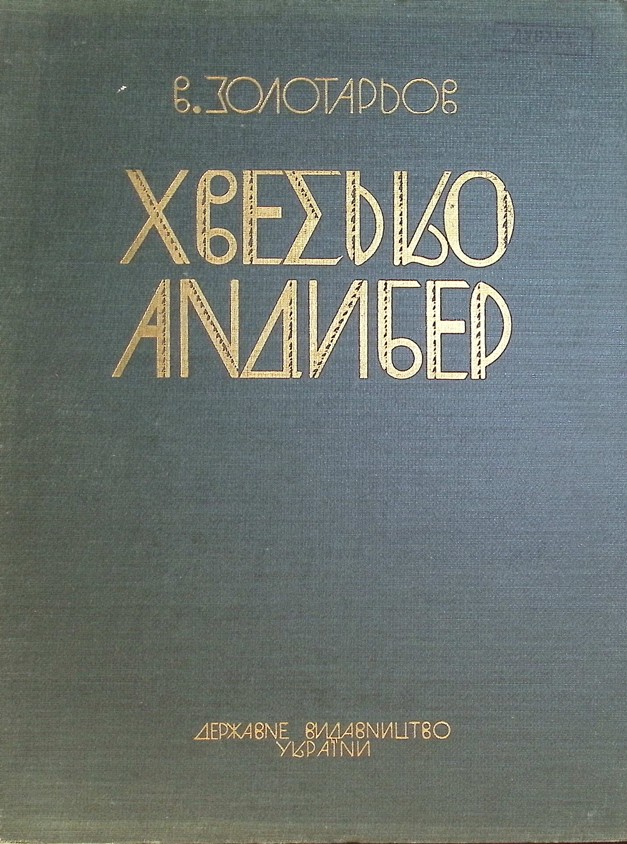 В. ЗОЛОТАРЬОВ
ХВЕСЬКО
АНДИБЕР
ДЕРЖАВНЕ ВИДАВНИЦТВО
УКРАЇНИ